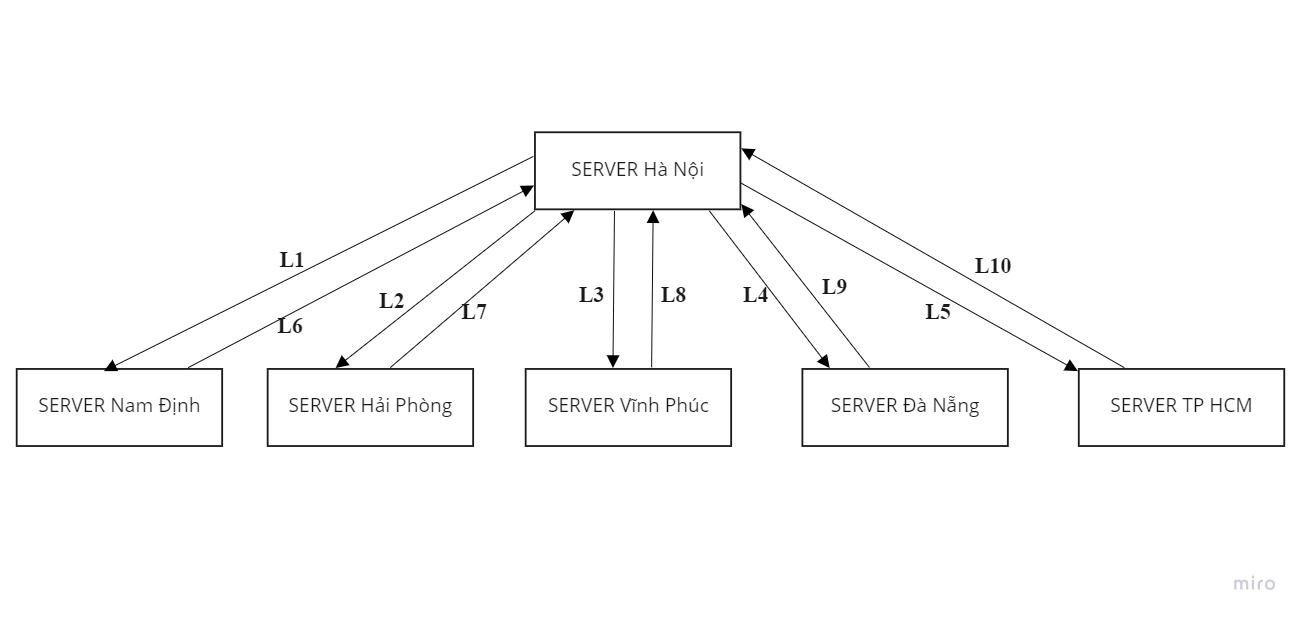 SERVER Hà Nội
L1
L6
L2
L7
L3
L8
L4
L9
L5
L10
SERVER Nam Định
SERVER Hải Phòng
SERVER Vĩnh Phúc
SERVER Đà Nẵng
SERVER TP HCM
miro